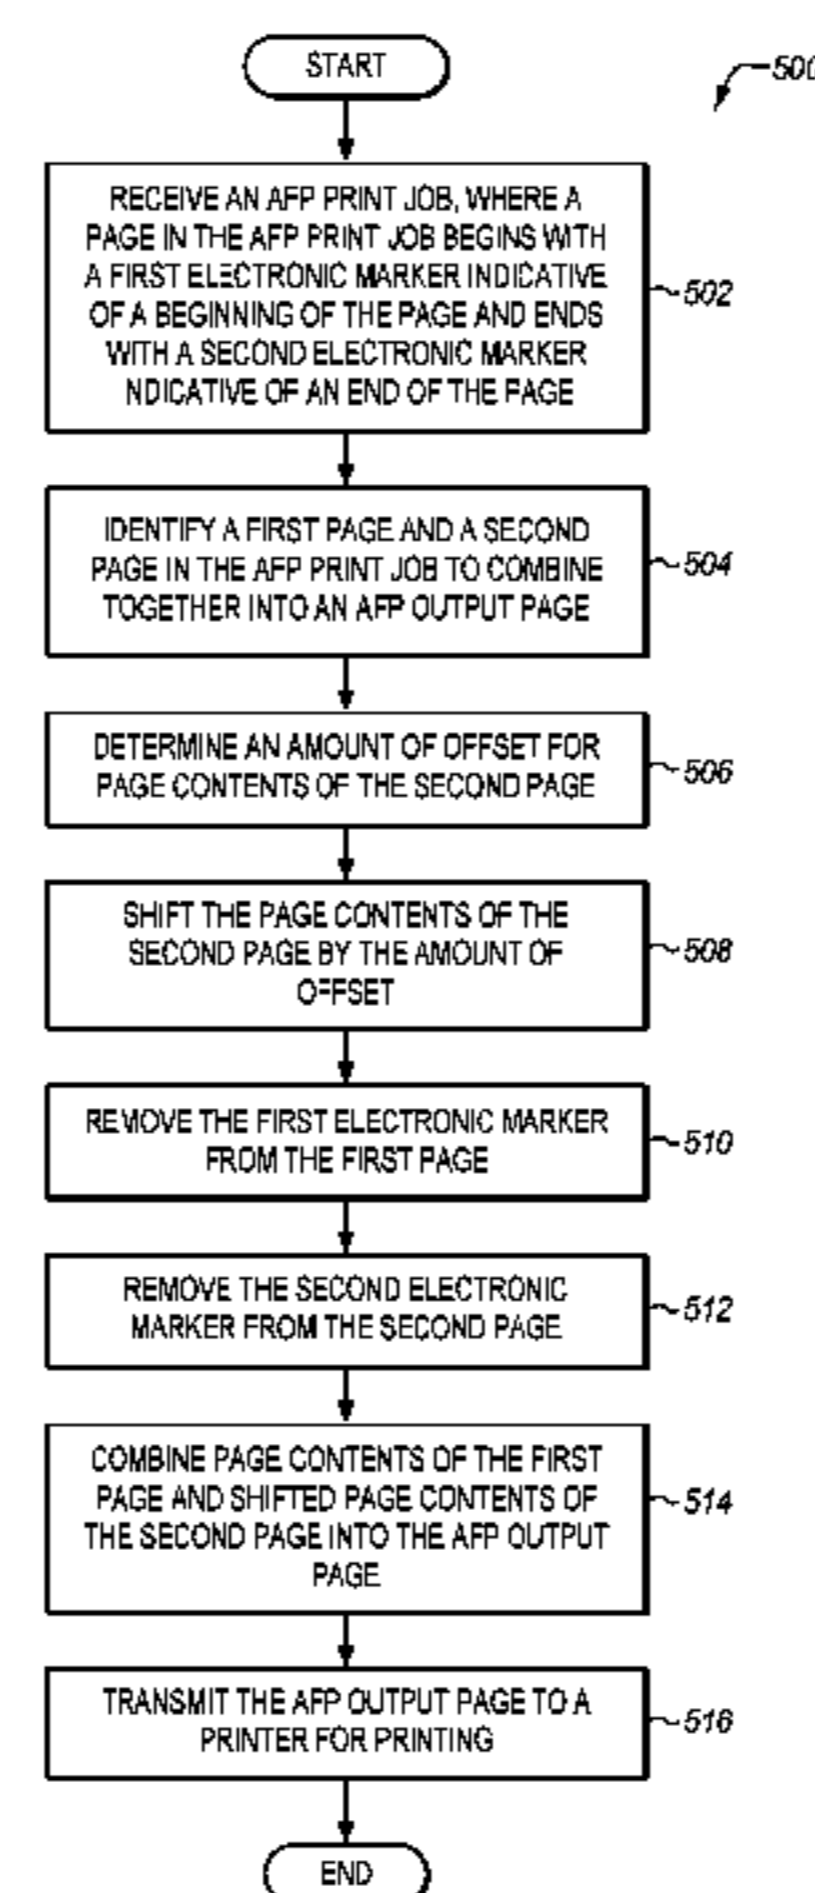 START
500
RECEIVE AN AFP PRINT JOB, WHERE A
PAGE IN THE AFP PRINT JOB BEGINS WITH
A FIRST ELECTRONIC MARKER INDICATIVE
OF A BEGINNING OF THE PAGE AND ENDS
WITH A SECOND ELECTRONIC MARKER
NDICATIVE OF AN END OF THE PAGE
502
IDENTIFY A FIRST PAGE AND A SECOND
PAGE IN THE AFP PRINT JOB TO COMBINE
TOGETHER INTO AN AFP OUTPUT PAGE
504
DETERMINE AN AMOUNT OF OFFSET FOR
PAGE CONTENTS OF THE SECOND PAGE
506
SHIFT THE PAGE CONTENTS OF THE
SECOND PAGE BY THE AMOUNT OF
OFFSET
508
REMOVE THE FIRST ELECTRONIC MARKER
FROM THE FIRST PAGE
510
REMOVE THE SECOND ELECTRONIC
MARKER FROM THE SECOND PAGE
512
COMBINE PAGE CONTENTS OF THE FIRST
PAGE AND SHIFTED PAGE CONTENTS OF
THE SECOND PAGE INTO THE AFP OUTPUT
PAGE
514
TRANSMIT THE AFP OUTPUT PAGE TO A
PRINTER FOR PRINTING
516
END